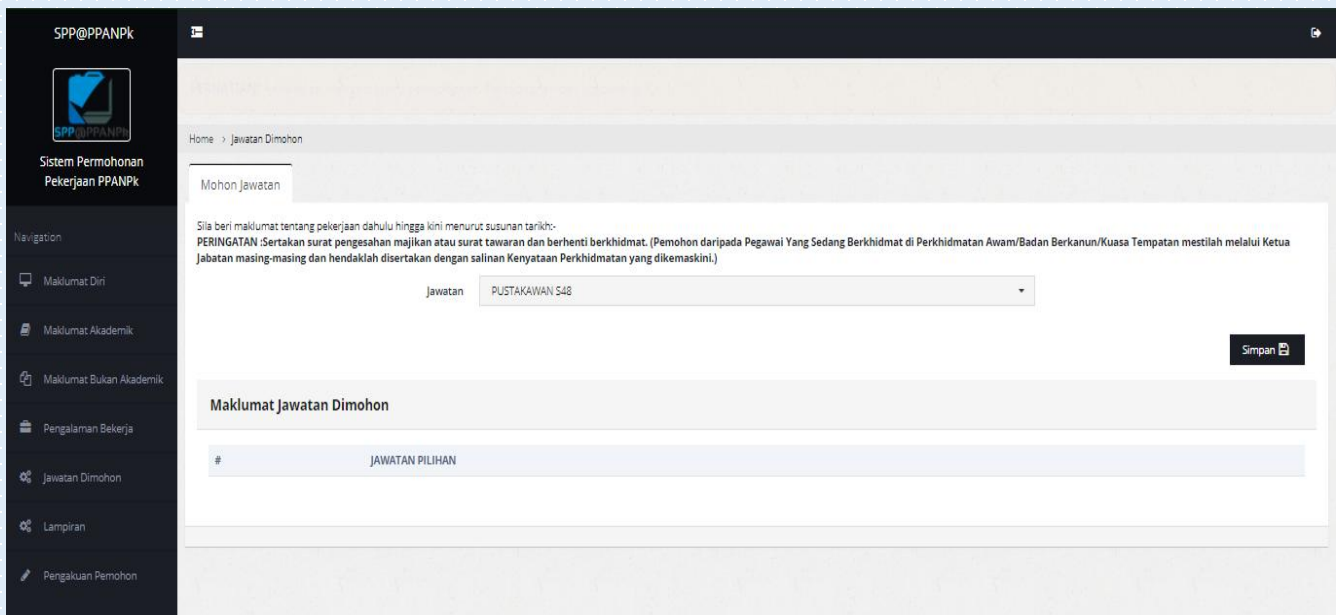 SPP@PPANPk
SPP@PPANPk
Sistem Permohonan
Pekerjaan PPANPk
Navigation
Maklumat Diri
Maklumat Akademik
Maklumat Bukan Akademik
Pengalaman Bekerja
Jawatan Dimohon
Lampiran
Pengakuan Pemohon
Home > Jawatan Dimohon
Mohon Jawatan
Sila beri maklumat tentang pekerjaan dahulu hingga kini menurut susunan tarikh:-
PERINGATAN :Sertakan surat pengesahan majikan atau surat tawaran dan berhenti berkhidmat. (Pemohon daripada Pegawai Yang Sedang Berkhidmat di Perkhidmatan Awam/Badan Berkanun/Kuasa Tempatan mestilah melalui Ketua
Jabatan masing-masing dan hendaklah disertakan dengan salinan Kenyataan Perkhidmatan yang dikemaskini.)
Jawatan PUSTAKAWAN S48
Simpan
Maklumat Jawatan Dimohon
# JAWATAN PILIHAN